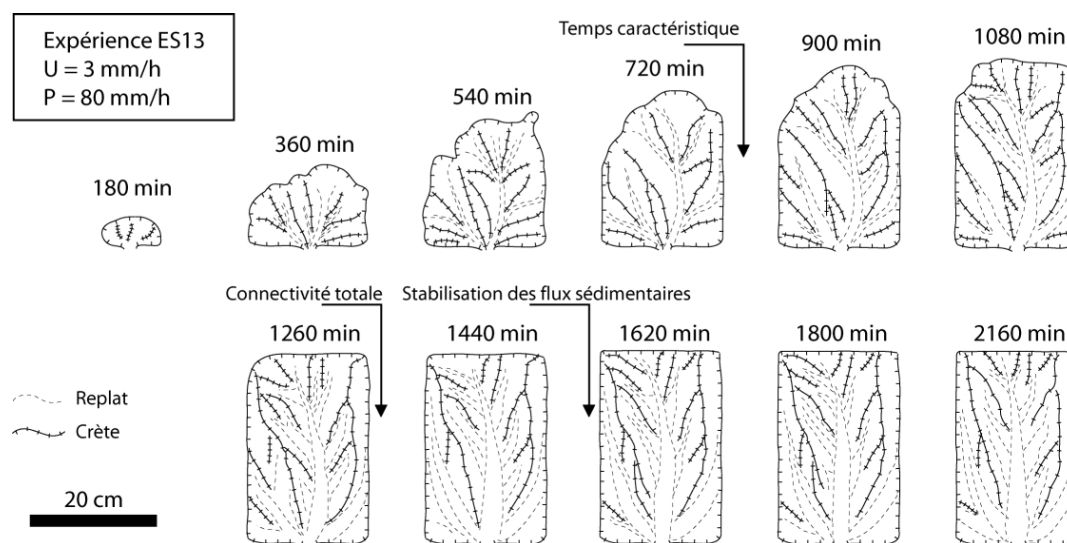 Expérience ES13
U = 3 mm/h
P = 80 mm/h
Temps caractéristique
180 min
360 min
540 min
720 min
900 min
1080 min
Connectivité totale
Stabilisation des flux sédimentaires
1260 min
1440 min
1620 min
1800 min
2160 min
Replat
Crète
20 cm